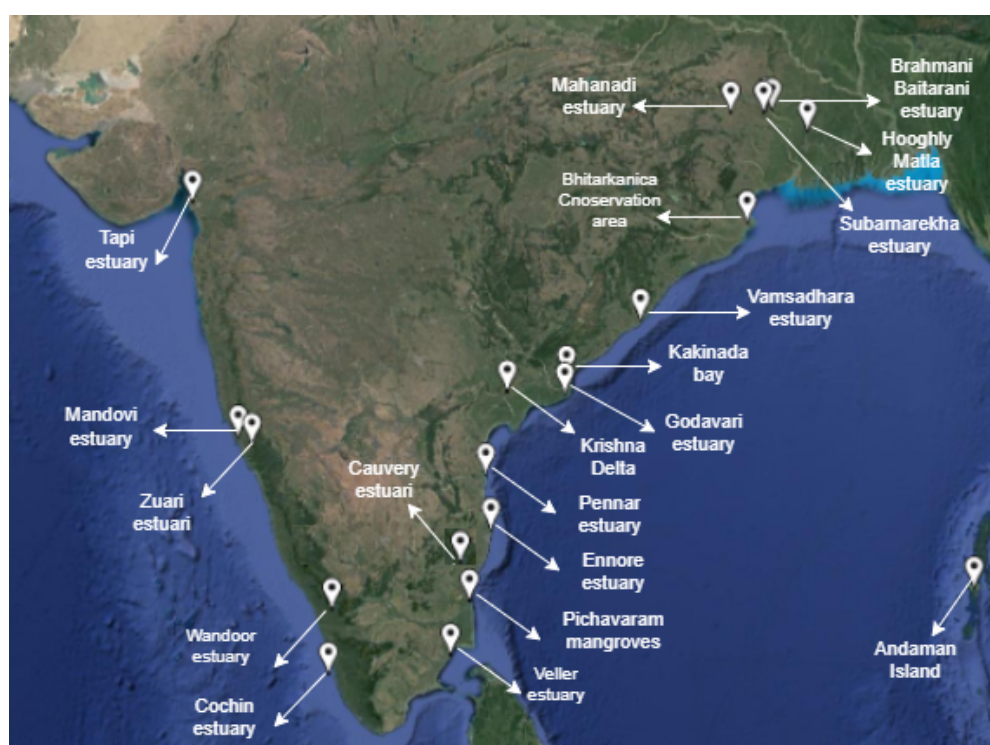 Brahmani
Baitarani
estuary
Mahanadi
estuary
Hooghly
Matla
estuary
Bhitarkanica
Cnoservation
area
Subarnarekha
estuary
Tapi
estuary
Vamsadhara
estuary
Kakinada
bay
Mandovi
estuary
Godavari
estuary
Krishna
Delta
Cauvery
estuari
Zuari
estuari
Pennar
estuary
Ennore
estuary
Pichavaram
mangroves
Wandoor
estuary
Andaman
Island
Veller
estuary
Cochin
estuary